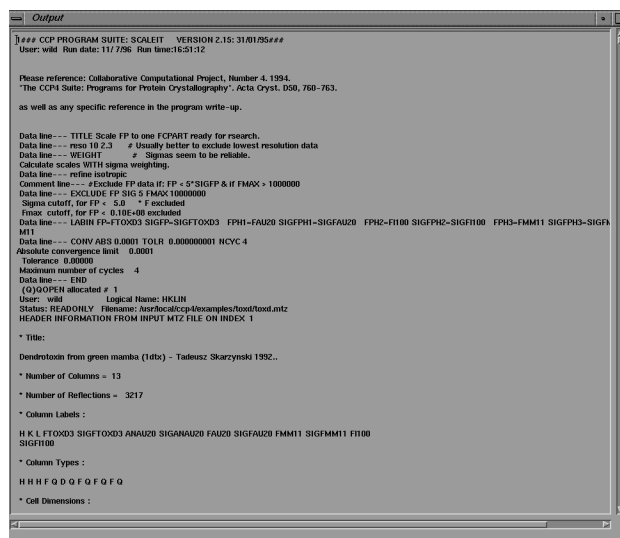 Output
1### CCP PROGRAM SUITE: SCALEIT VERSION 2.15: 31/01/95###
User: wild Run date: 11/ 7/96 Run time:16:51:12
Please reference: Collaborative Computational Project, Number 4. 1994.
"The CCP4 Suite: Programs for Protein Crystallography". Acta Cryst. D50, 760-763.
as well as any specific reference in the program write-up.
Data line--- TITLE Scale FP to one FCPART ready for rsearch.
Data line--- reso 10 2.3 # Usually better to exclude lowest resolution data
Data line--- WEIGHT # Sigmas seem to be reliable.
Calculate scales WITH sigma weighting.
Data line--- refine isotropic
Comment line--- #Exclude FP data if: FP < 5*SIGFP & if FMAX > 1000000
Data line--- EXCLUDE FP SIG 5 FMAX 10000000
Sigma cutoff, for FP < 5.0 * F excluded
Fmax cutoff, for FP < 0.10E+08 excluded
Data line--- LABIN FP=FTOXD3 SIGFP=SIGFTOXD3 FPH1=FAU20 SIGFPH1=SIGFAU20 FPH2=FI100 SIGFPH2=SIGFI100 FPH3=FMM11 SIGFPH3=SIGFM
M11
Data line--- CONV ABS 0.0001 TOLR 0.000000001 NCYC 4
Absolute convergence limit 0.0001
Tolerance 0.00000
Maximum number of cycles 4
Data line--- END
(Q)QOPEN allocated # 1
User: wild Logical Name: HKLIN
Status: READONLY Filename: /usr/local/ccp4/examples/toxd/toxd.mtz
HEADER INFORMATION FROM INPUT MTZ FILE ON INDEX 1
* Title:
Dendrotoxin from green mamba (1dtx) - Tadeusz Skarzynski 1992..
* Number of Columns = 13
* Number of Reflections = 3217
* Column Labels :
H K L FTOXD3 SIGFTOXD3 ANAU20 SIGANAU20 FAU20 SIGFAU20 FMM11 SIGFMM11 FI100
SIGFI100
* Column Types :
H H H F Q D Q F Q F Q F Q
* Cell Dimensions :